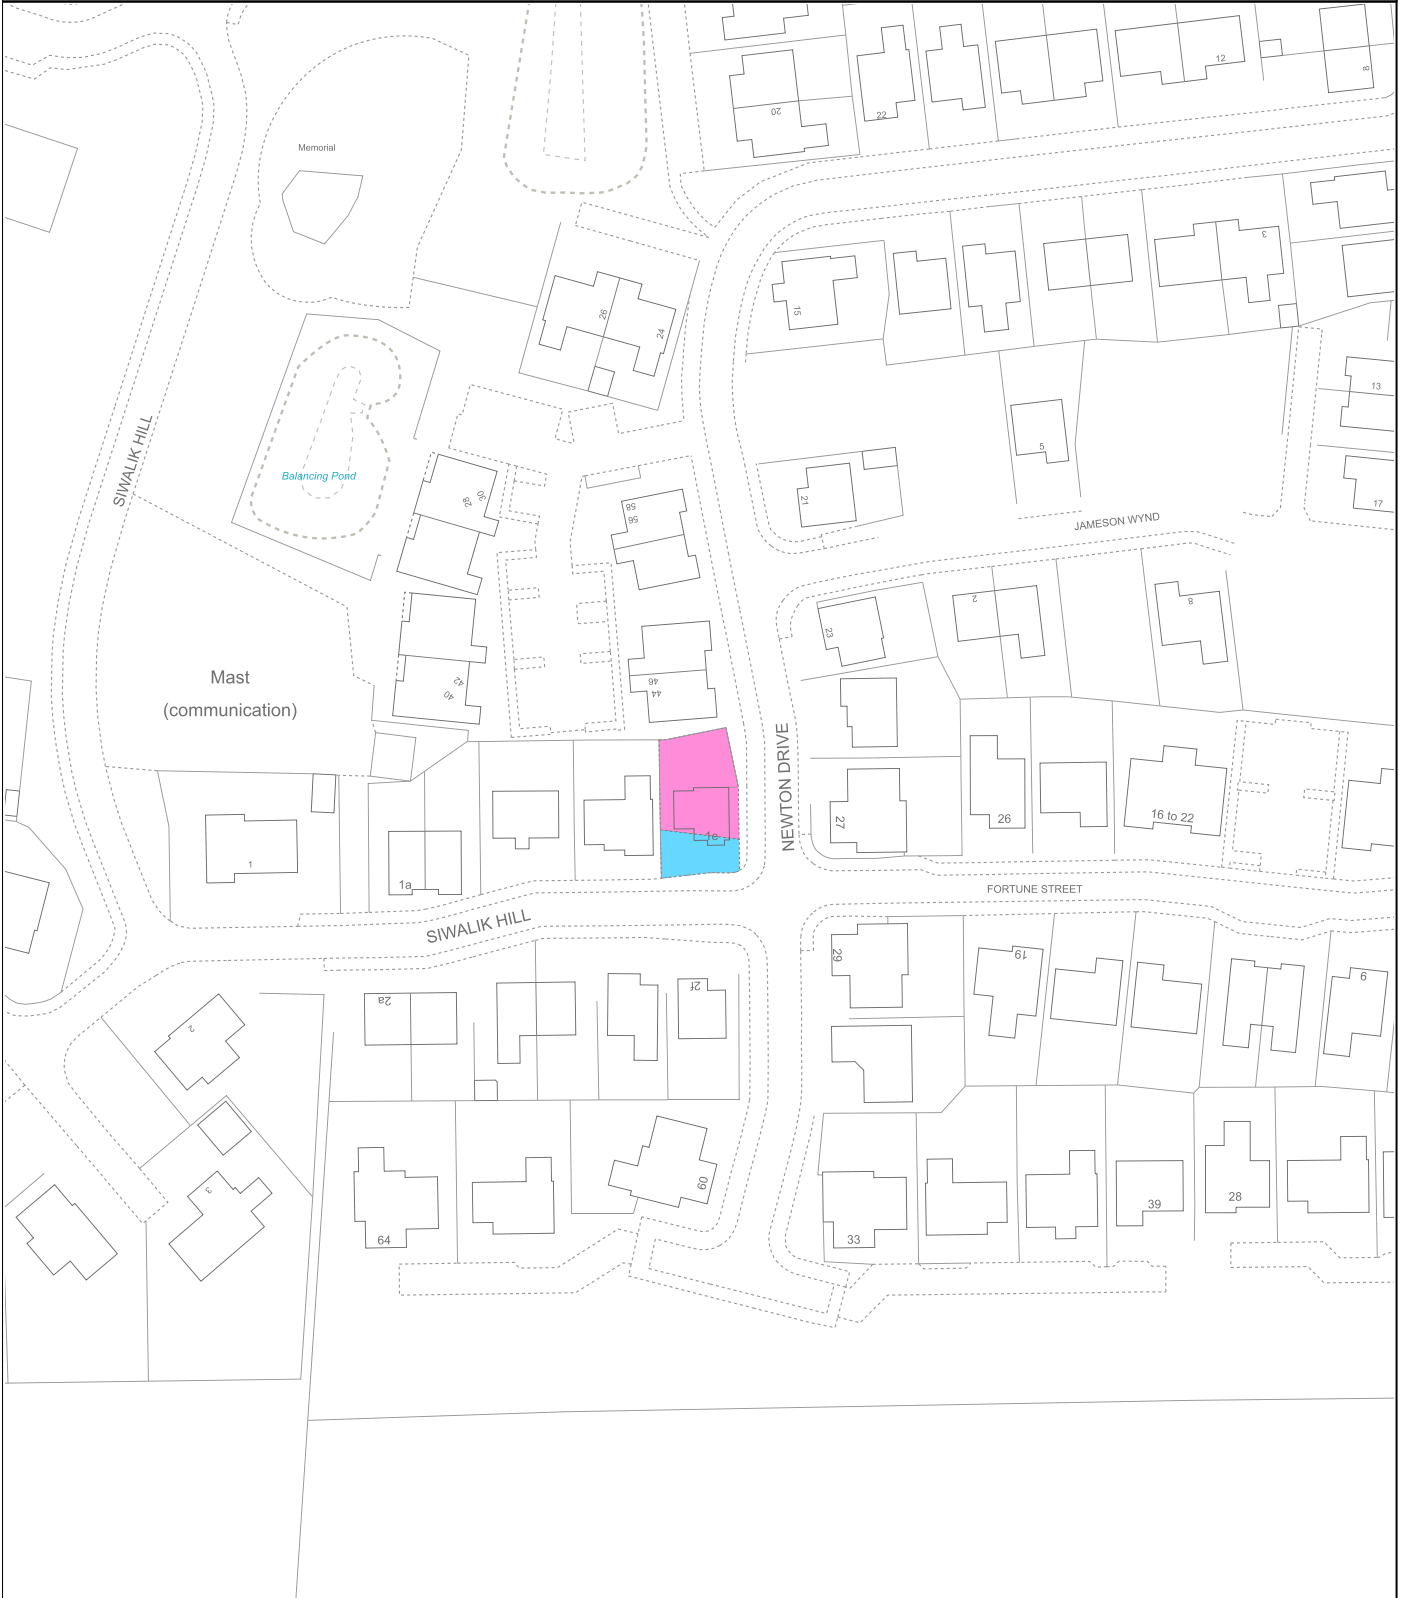 12
8
20
22
Memorial
3
15
26
24
13
SIWALIK HILL
5
Balancing Pond
28
30
21
17
58
56
JAMESON WYND
2
8
23
Mast
(communication)
46
44
42
40
NEWTON DRIVE
1e
27
26
16 to 22
1
1a
FORTUNE STREET
SIWALIK HILL
29
19
9
2a
2f
2
3
60
64
33
39
28